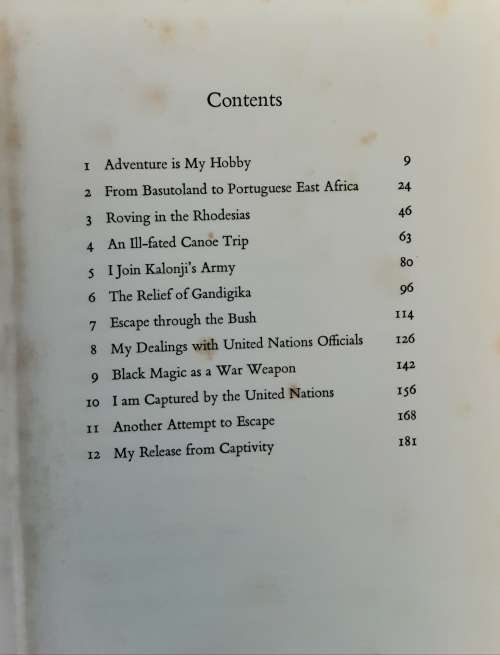 Contents
1 Adventure is My Hobby 9
2 From Basutoland to Portuguese East Africa 24
3 Roving in the Rhodesias 46
4 An Ill-fated Canoe Trip 63
5 I Join Kalonji's Army 80
6 The Relief of Gandigika 96
7 Escape through the Bush 114
8 My Dealings with United Nations Officials 126
9 Black Magic as a War Weapon 142
10 I am Captured by the United Nations 156
11 Another Attempt to Escape 168
12 My Release from Captivity 181